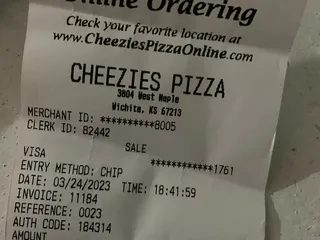 Online Ordering
Check your favorite location at
www.CheeziesPizzaOnline.com
CHEEZIES PIZZA
3804 West Maple
Wichita, KS 67213
MERCHANT ID: **********8005
CLERK ID: B2442
SALE
VISA
***********1761
ENTRY METHOD: CHIP
DATE: 03/24/2023 TIME: 18:41:59
INVOICE: 11184
REFERENCE: 0023
AUTH CODE: 184314
AMOUNT